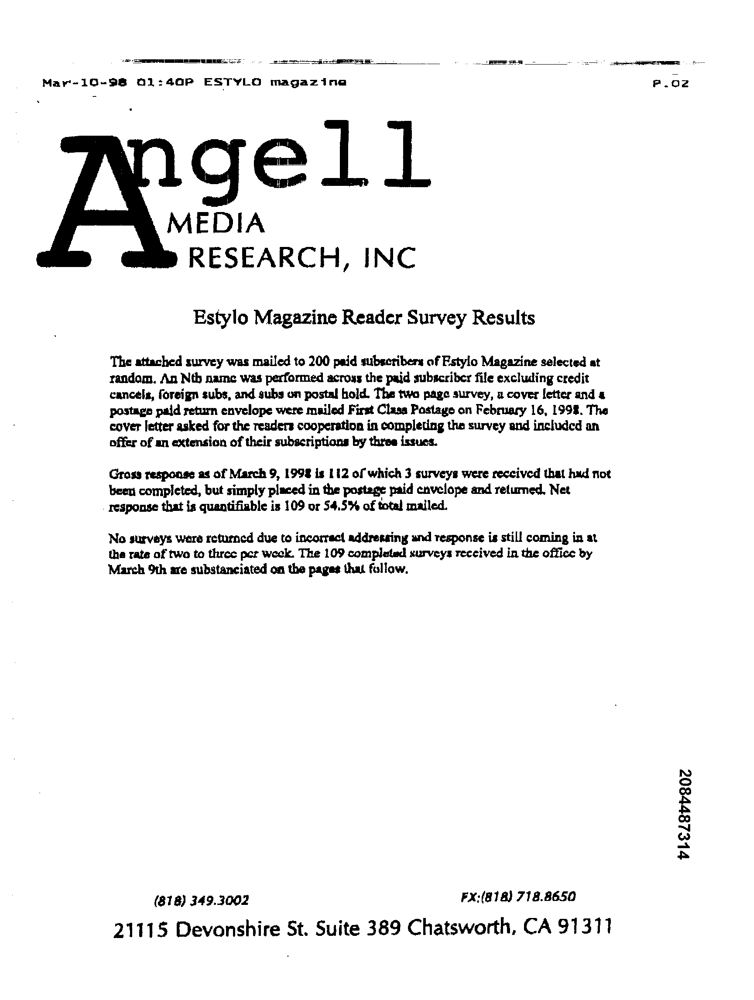 Mar-10-98 01:40P ESTYLO magazine P.02
Angell
MEDIA
RESEARCH, INC
Estylo Magazine Reader Survey Results
The attached survey was mailed to 200 paid subscribers of Estylo Magazine selected at
random. An Nth name was performed across the paid subscriber file excluding credit
cancels, foreign subs, and subs on postal hold. The two page survey, a cover letter and a
postage paid return envelope were mailed First Class Postage on February 16, 1998. The
cover letter asked for the readers cooperation in completing the survey and included an
offer of an extension of their subscriptions by three issues.
Gross response as of March 9, 1998 is 112 of which 3 surveys were received that had not
been completed, but simply placed in the postage paid envelope and returned. Net
response that is quantifiable is 109 or 54.5% of total mailed.
No surveys were returned due to incorrect addressing and response is still coming in at
the rate of two to three per week. The 109 completed surveys received in the office by
March 9th are substanciated on the pages that follow.
2084487314
(818) 349.3002 FX:(818) 718.8650
21115 Devonshire St. Suite 389 Chatsworth, CA 91311